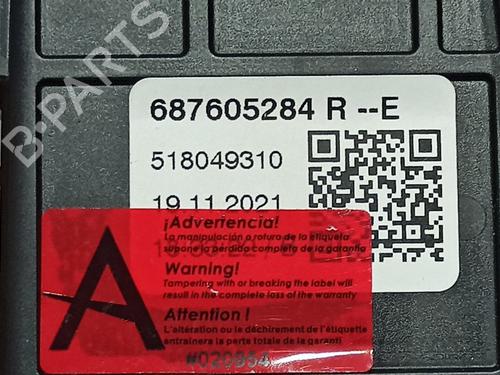 B-PARTS
687605284 R --E
518049310
19.11.2021
A
¡Adveriencia!
La manipulación o roturo de la etiqueta
supone la pérdida completa de la garantía
Warning!
Tampering with or breaking the label will
result in the complete loss of the warranty
Attention !
L'altération ou le déchirement de l'étiquette
entraînera la perte totale de la garanti
#020954